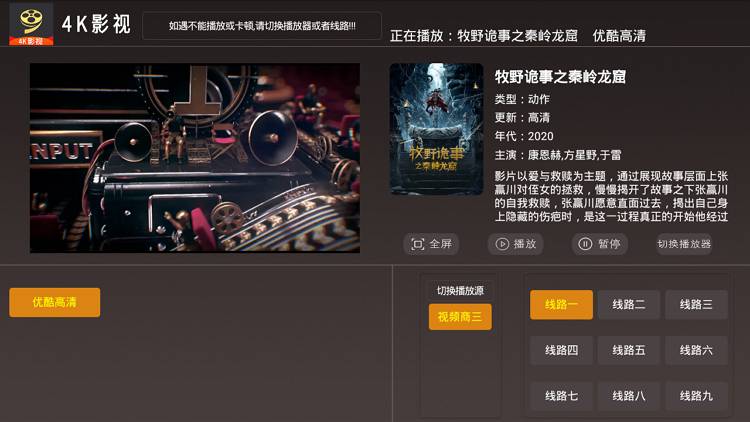 4K影视
4K影视
如遇不能播放或卡顿,请切换播放器或者线路!!!
正在播放：牧野诡事之秦岭龙窟 优酷高清
INPUT
1
牧野诡事
之秦岭龙窟
牧野诡事之秦岭龙窟
类型：动作
更新：高清
年代：2020
主演：康恩赫,方星野,于雷
影片以爱与救赎为主题，通过展现故事层面上张
赢川对侄女的拯救，慢慢揭开了故事之下张赢川
的自我救赎，张赢川愿意直面过去，揭出自己身
上隐藏的伤疤时，是这一过程真正的开始他经过
全屏 播放 暂停 切换播放器
优酷高清
切换播放源
视频商三
线路一 线路二 线路三
线路四 线路五 线路六
线路七 线路八 线路九